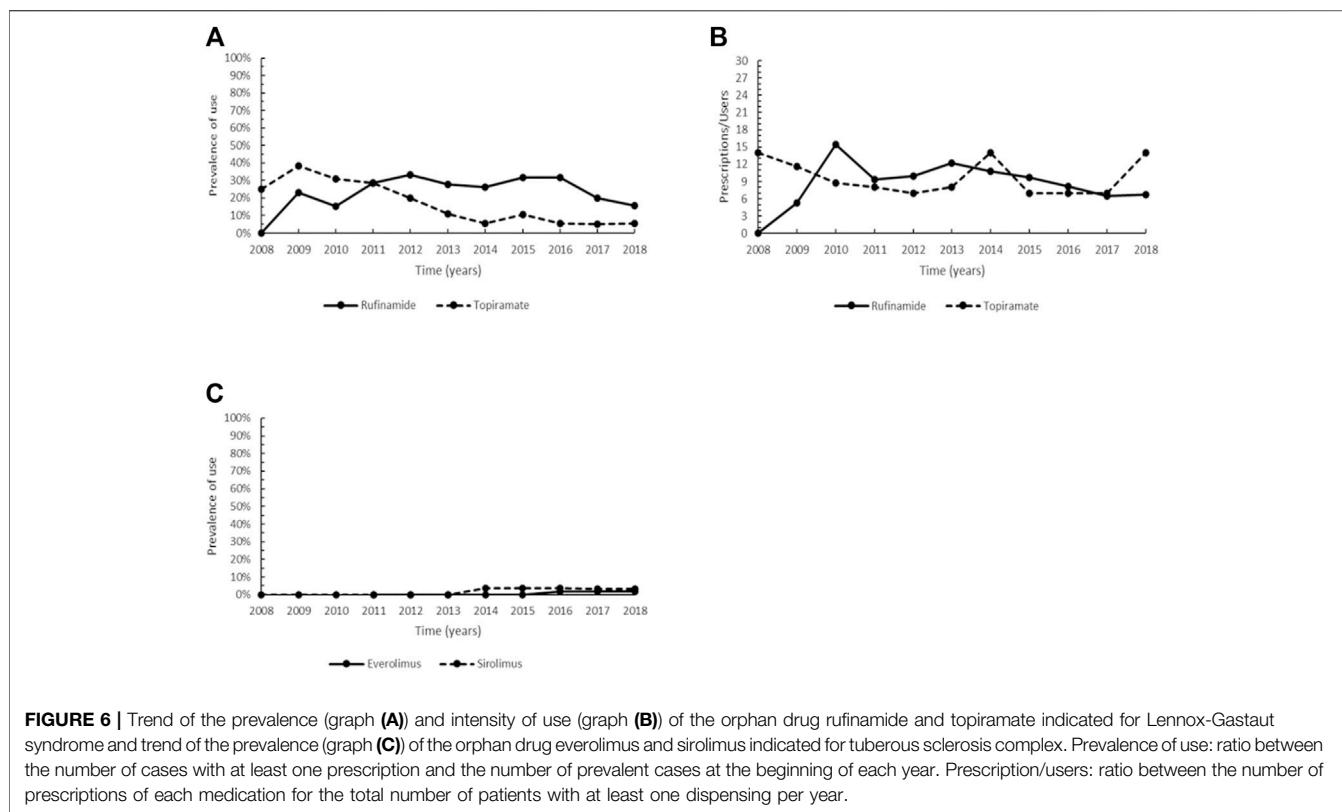 A
100%
90%
80%
70%
60%
50%
40%
30%
20%
10%
0%
Prevalence of use
2008 2009 2010 2011 2012 2013 2014 2015 2016 2017 2018
Time (years)
Rufinamide Topiramate
B
30
27
24
21
18
15
12
9
6
3
0
Prescriptions/Users
2008 2009 2010 2011 2012 2013 2014 2015 2016 2017 2018
Time (years)
Rufinamide Topiramate
C
100%
90%
80%
70%
60%
50%
40%
30%
20%
10%
0%
Prevalence of use
2008 2009 2010 2011 2012 2013 2014 2015 2016 2017 2018
Time (years)
Everolimus Sirolimus
FIGURE 6 | Trend of the prevalence (graph (A)) and intensity of use (graph (B)) of the orphan drug rufinamide and topiramate indicated for Lennox-Gastaut
syndrome and trend of the prevalence (graph (C)) of the orphan drug everolimus and sirolimus indicated for tuberous sclerosis complex. Prevalence of use: ratio between
the number of cases with at least one prescription and the number of prevalent cases at the beginning of each year. Prescription/users: ratio between the number of
prescriptions of each medication for the total number of patients with at least one dispensing per year.